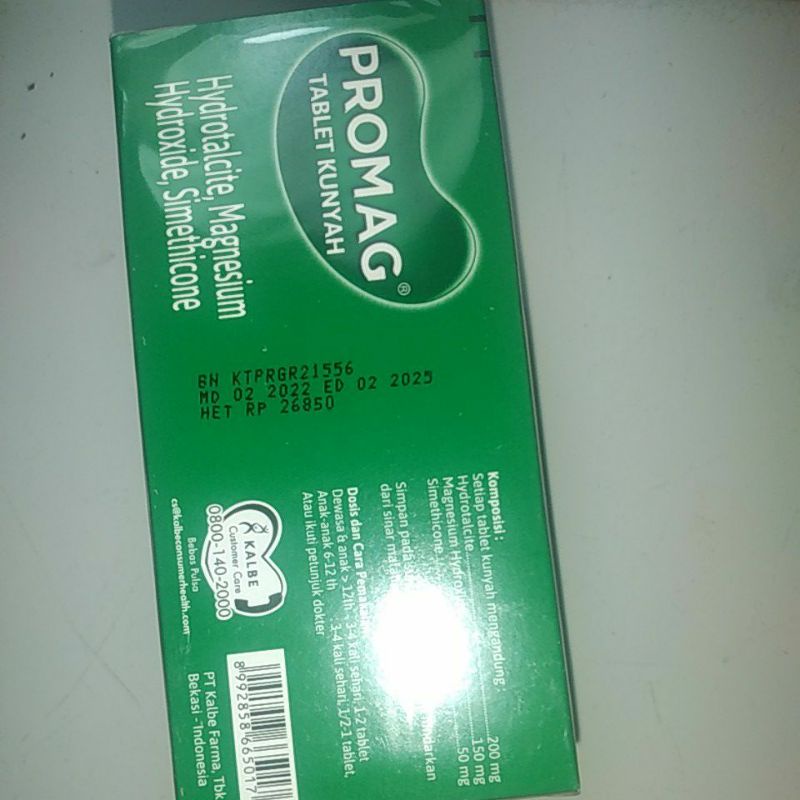 PROMAG®
TABLET KUNYAH
Hydrotalcite, Magnesium
Hydroxide, Simethicone
BN KTPRGR21556
MD 02 2022 ED 02 2025
HET RP 26850
Komposisi :
Setiap tablet kunyah mengandung :
Hydrotalcite 200 mg
Magnesium 150 mg
Simethicone 50 mg
Simpan pada
dari sinar
Dosis dan Cara
Dewasa & anak > 12th : 3-4 kali sehari, 1-2 tablet
Anak-anak 6-12 th : 3-4 kali sehari, 1/2-1 tablet,
Atau ikuti petunjuk dokter
KALBE
Customer Care
0800-140-2000
Bebas Pulsa
cs@kalbeconsumerhealth.com
8992858665017
PT Kalbe Farma, Tbk
Bekasi - Indonesia